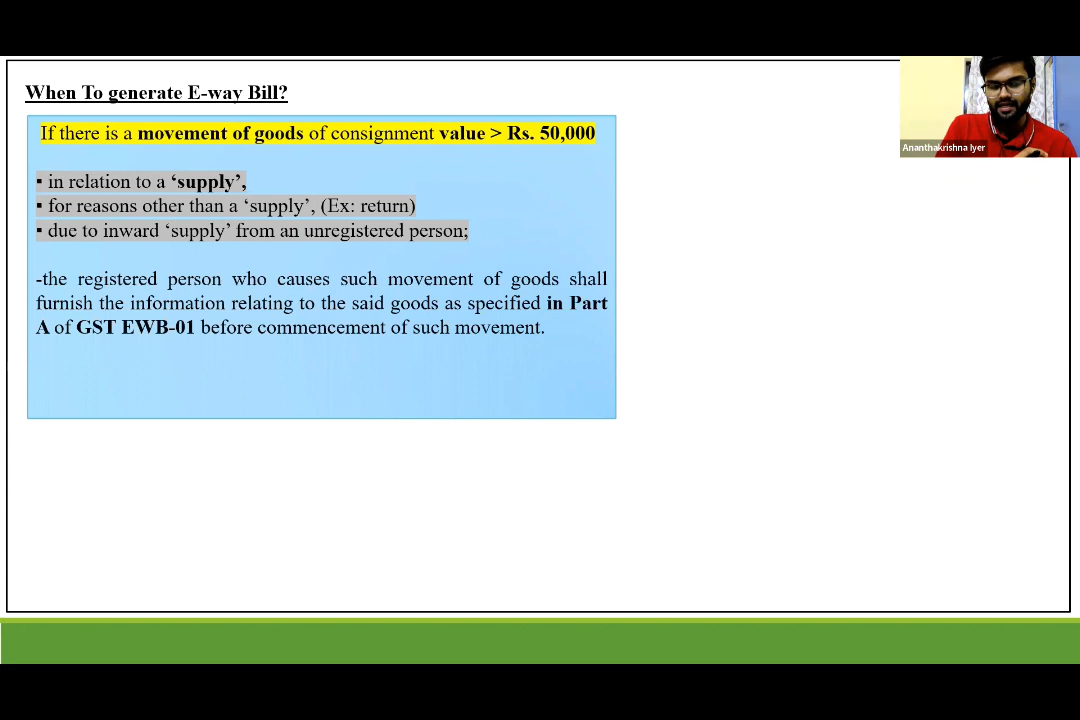 When To generate E-way Bill?
If there is a movement of goods of consignment value > Rs. 50,000
▪ in relation to a ‘supply’,
▪ for reasons other than a ‘supply’, (Ex: return)
▪ due to inward ‘supply’ from an unregistered person;
-the registered person who causes such movement of goods shall
furnish the information relating to the said goods as specified in Part
A of GST EWB-01 before commencement of such movement.
Ananthakrishna Iyer